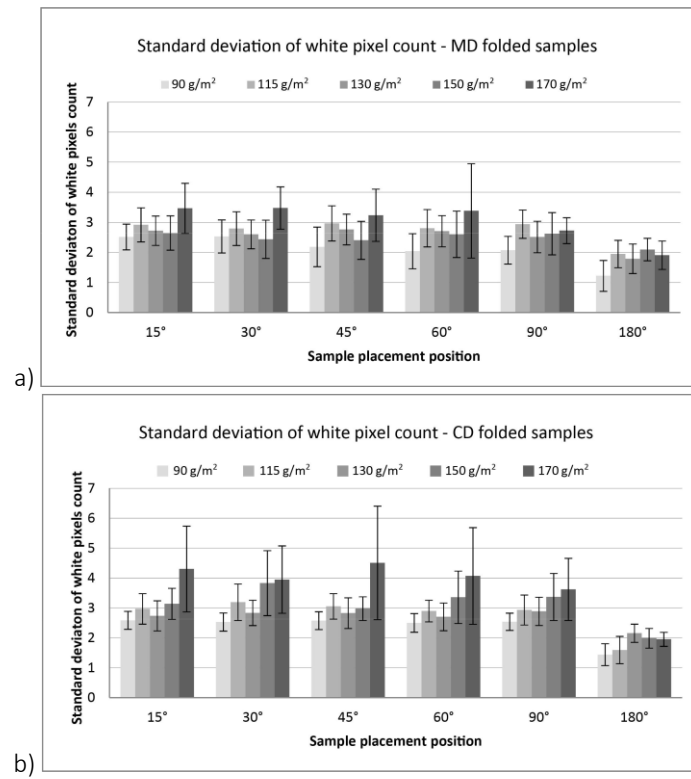 Standard deviation of white pixel count - MD folded samples
90 g/m² 115 g/m² 130 g/m² 150 g/m² 170 g/m²
Standard deviaton of white pixels count
7
6
5
4
3
2
1
0
15° 30° 45° 60° 90° 180°
Sample placement position
a)
Standard deviation of white pixel count - CD folded samples
90 g/m² 115 g/m² 130 g/m² 150 g/m² 170 g/m²
Standard deviaton of white pixels count
7
6
5
4
3
2
1
0
15° 30° 45° 60° 90° 180°
Sample placement position
b)